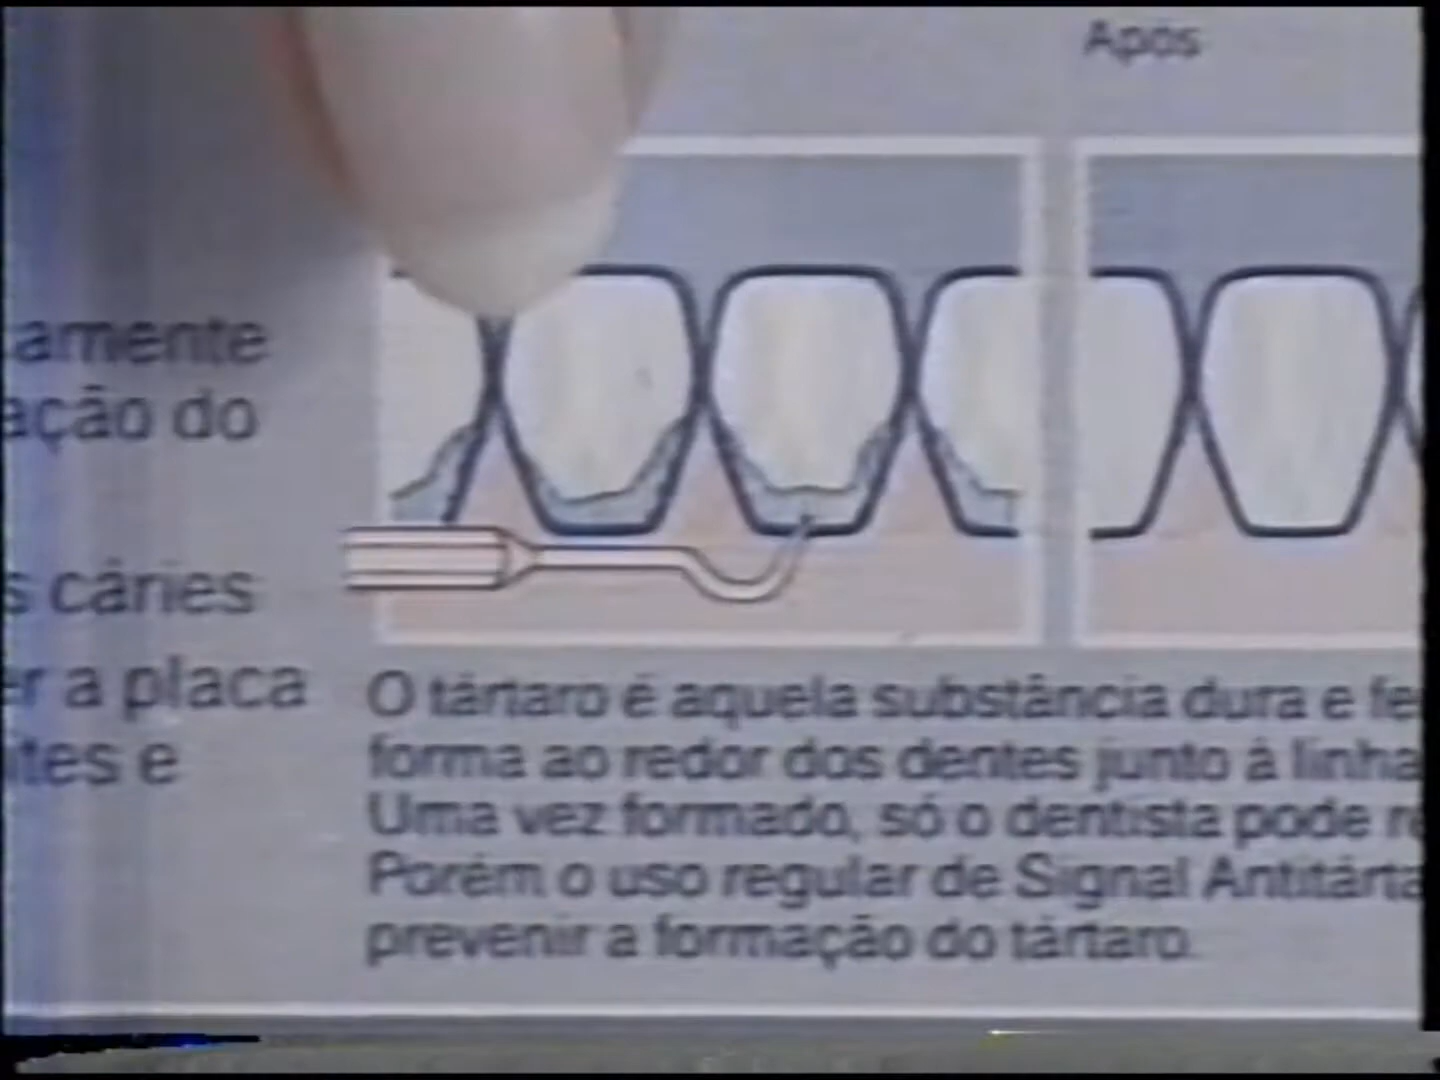 Após
amente
ação do
s cáries
er a placa
tes e
O tártaro é aquela substância dura e fe
forma ao redor dos dentes junto à linha
Uma vez formado, só o dentista pode re
Porém o uso regular de Signal Antitárta
prevenir a formação do tártaro.